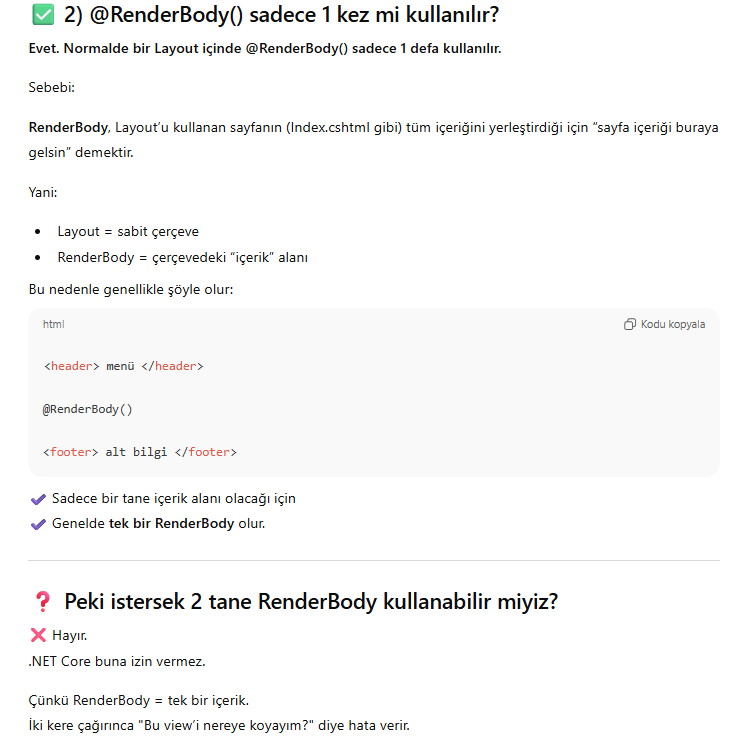 ✅ 2) @RenderBody() sadece 1 kez mi kullanılır?
Evet. Normalde bir Layout içinde @RenderBody() sadece 1 defa kullanılır.
Sebebi:
RenderBody, Layout’u kullanan sayfanın (Index.cshtml gibi) tüm içeriğini yerleştirdiği için “sayfa içeriği buraya
gelsin” demektir.
Yani:
• Layout = sabit çerçeve
• RenderBody = çerçevedeki “içerik” alanı
Bu nedenle genellikle şöyle olur:
html Kodu kopyala
<header> menü </header>
@RenderBody()
<footer> alt bilgi </footer>
✔ Sadece bir tane içerik alanı olacağı için
✔ Genelde tek bir RenderBody olur.
❓ Peki istersek 2 tane RenderBody kullanabilir miyiz?
❌ Hayır.
.NET Core buna izin vermez.
Çünkü RenderBody = tek bir içerik.
İki kere çağırınca "Bu view’i nereye koyayım?" diye hata verir.